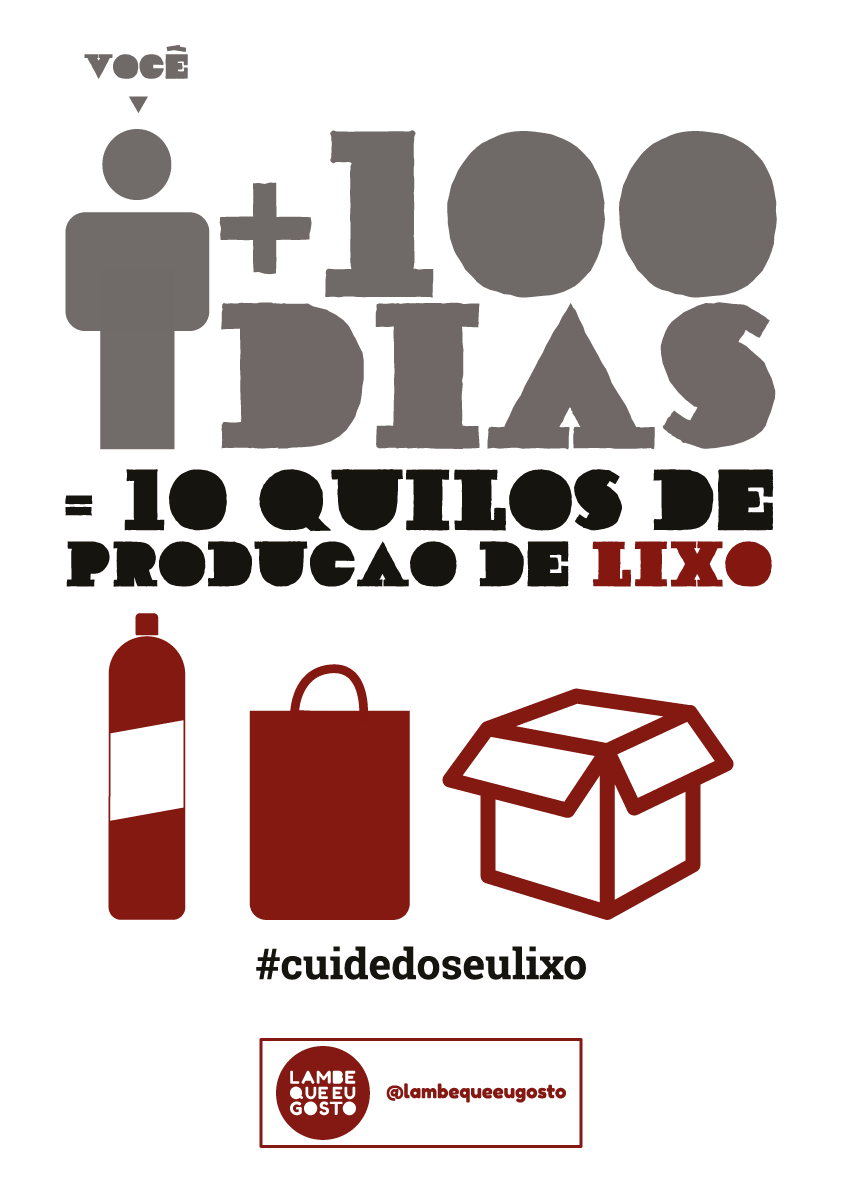 VOCÊ
+100
DIAS
= 10 QUILOS DE
PRODUCAO DE LIXO
#cuidedoseulixo
LAMBE
QUE EU
GOSTO
@lambequeeugosto